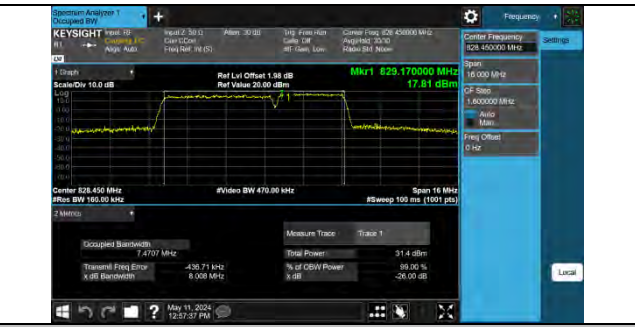 Spectrum Analyzer 1
Occupied BW
+
Frequency
KEYSIGHT Input: RF
Coupling: DC
Align: Auto
Input Z: 50 Ω
Corr CCorr
Freq Ref: Int (S)
Atten: 30 dB
Trig: Free Run
Gate: Off
#IF Gain: Low
Center Freq: 828.450000 MHz
Avg|Hold: 30/30
Radio Std: None
Center Frequency
828.450000 MHz
Settings
Span
16.000 MHz
CF Step
1.600000 MHz
Auto
Man
Freq Offset
0 Hz
1 Graph
Scale/Div 10.0 dB
Ref Lvl Offset 1.98 dB
Ref Value 20.00 dBm
Mkr1 829.170000 MHz
17.81 dBm
Log
Center 828.450 MHz
#Res BW 160.00 kHz
#Video BW 470.00 kHz
Span 16 MHz
#Sweep 100 ms (1001 pts)
2 Metrics
Measure Trace
Trace 1
Occupied Bandwidth
7.4707 MHz
Total Power
31.4 dBm
Transmit Freq Error
-436.71 kHz
% of OBW Power
99.00 %
x dB Bandwidth
8.008 MHz
x dB
-26.00 dB
Local
?
May 11, 2024
12:57:37 PM